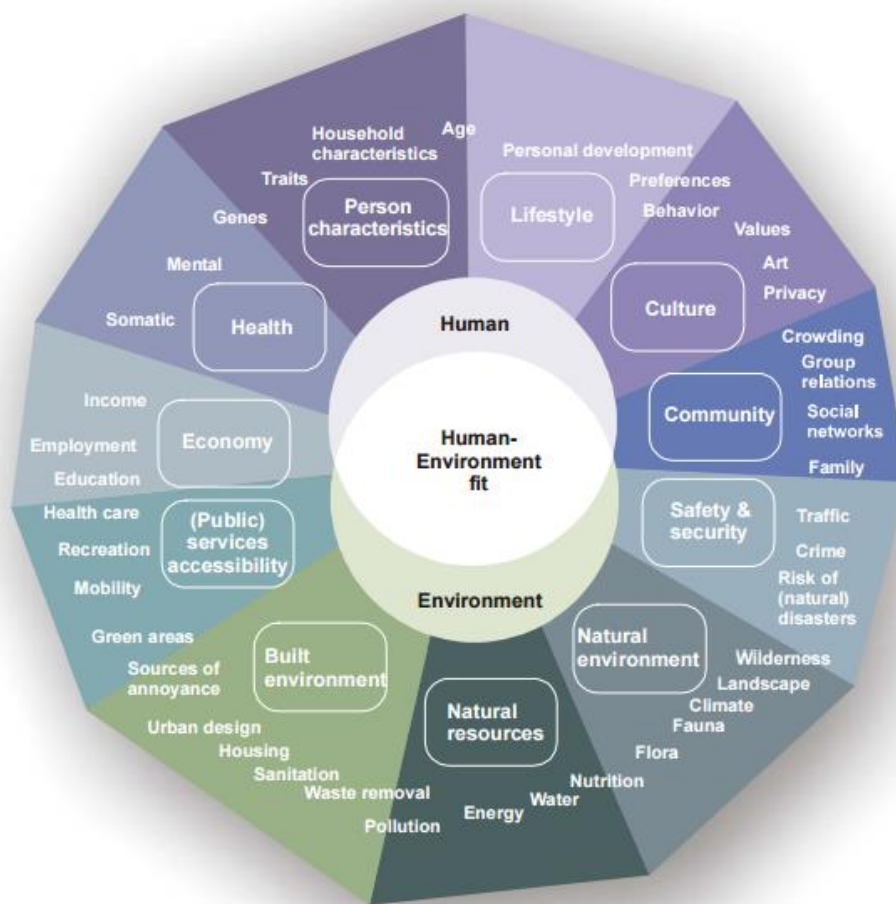 Age
Household
characteristics
Traits
Genes
Person
characteristics
Personal development
Preferences
Behavior
Lifestyle
Values
Art
Privacy
Culture
Crowding
Group
relations
Social
networks
Family
Community
Traffic
Crime
Risk of
(natural)
disasters
Safety &
security
Wilderness
Landscape
Climate
Fauna
Flora
Natural
environment
Nutrition
Water
Energy
Natural
resources
Pollution
Waste removal
Sanitation
Housing
Urban design
Sources of
annoyance
Green areas
Built
environment
Mobility
Recreation
Health care
(Public)
services
accessibility
Education
Employment
Income
Economy
Somatic
Mental
Health
Human
Human-
Environment
fit
Environment